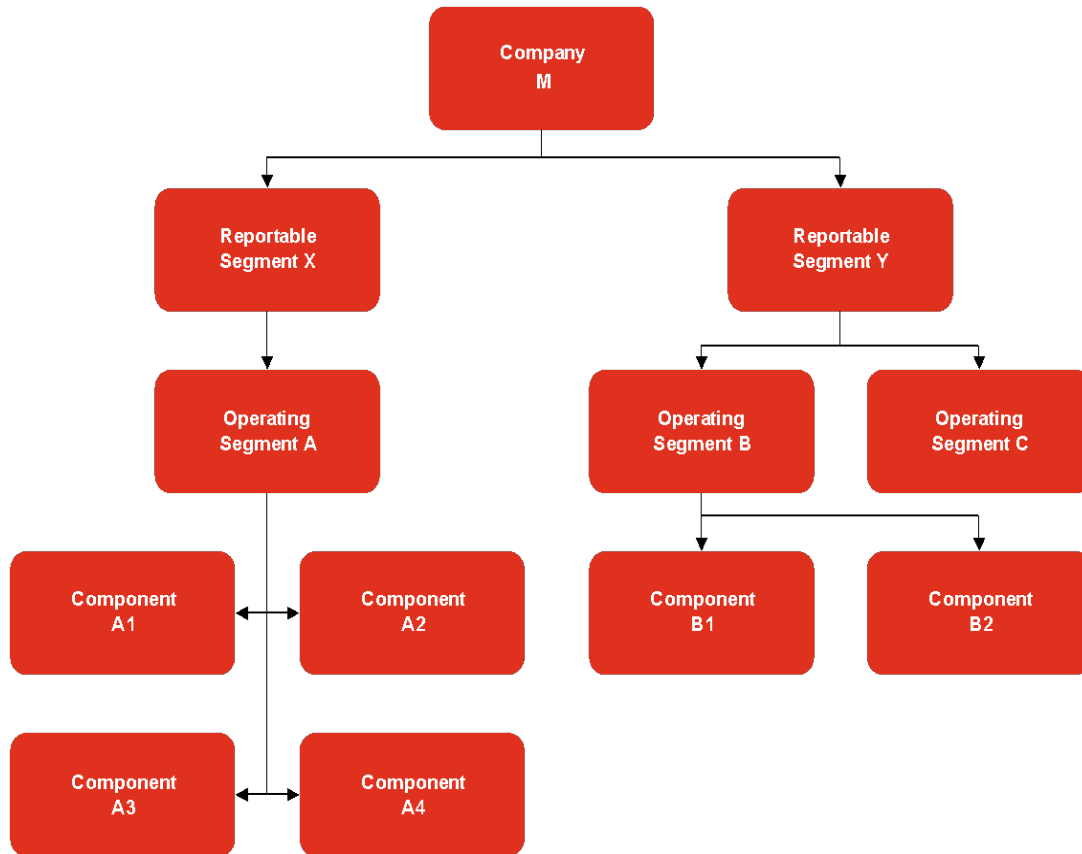 Company
M
Reportable
Segment X
Reportable
Segment Y
Operating
Segment A
Operating
Segment B
Operating
Segment C
Component
A1
Component
A2
Component
B1
Component
B2
Component
A3
Component
A4